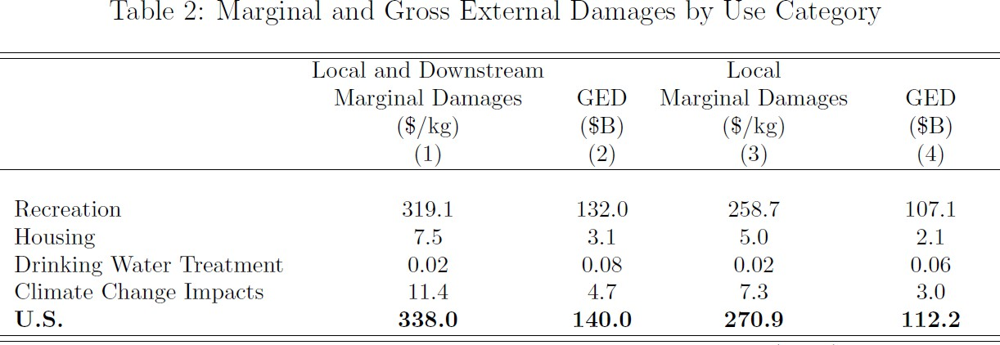 Table 2: Marginal and Gross External Damages by Use Category
Local and Downstream Local
Marginal Damages GED Marginal Damages GED
($/kg) ($B) ($/kg) ($B)
(1) (2) (3) (4)
Recreation 319.1 132.0 258.7 107.1
Housing 7.5 3.1 5.0 2.1
Drinking Water Treatment 0.02 0.08 0.02 0.06
Climate Change Impacts 11.4 4.7 7.3 3.0
U.S. 338.0 140.0 270.9 112.2